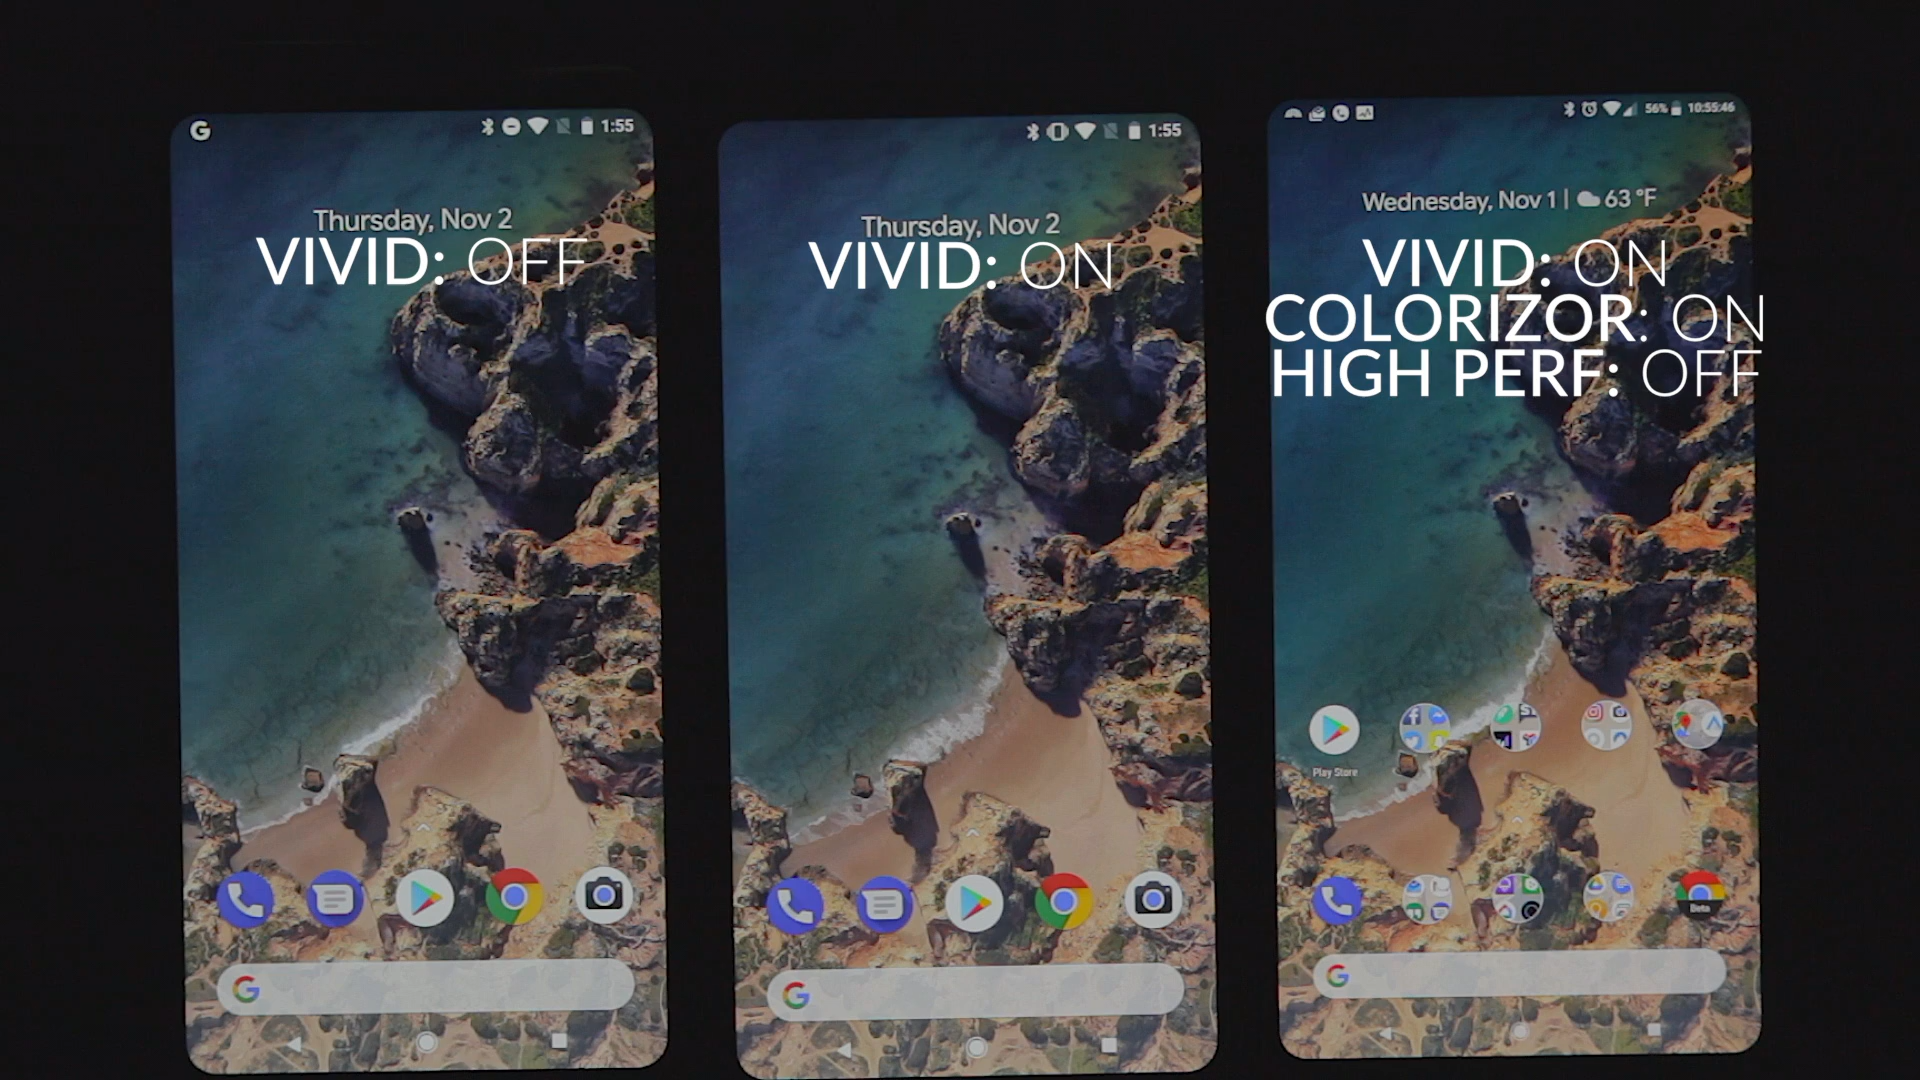 G
1:55
Thursday, Nov 2
VIVID: OFF
G
1:55
Thursday, Nov 2
VIVID: ON
G
56% 10:55:46
Wednesday, Nov 1 | 63 °F
VIVID: ON
COLORIZOR: ON
HIGH PERF: OFF
Play Store
Beta
G